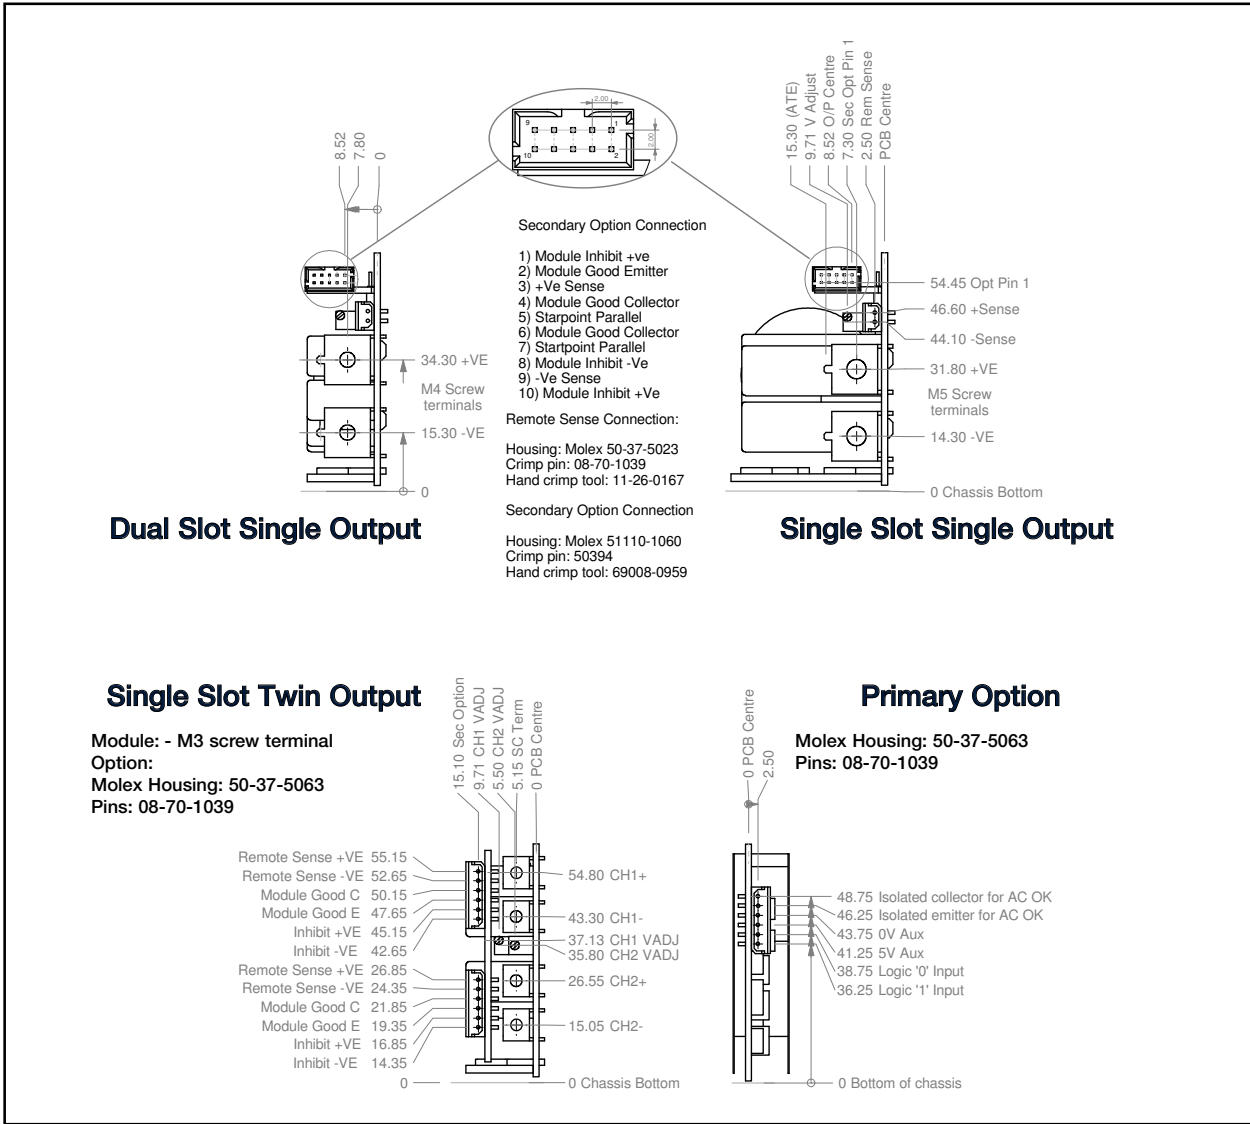 8.52
7.80
0
2.00
2.00
9
1
10
2
15.30 (ATE)
9.71 V Adjust
8.52 O/P Centre
7.30 Sec Opt Pin 1
2.50 Rem Sense
PCB Centre
Secondary Option Connection
1) Module Inhibit +ve
2) Module Good Emitter
3) +Ve Sense
4) Module Good Collector
5) Starpoint Parallel
6) Module Good Collector
7) Startpoint Parallel
8) Module Inhibit -Ve
9) -Ve Sense
10) Module Inhibit +Ve
Remote Sense Connection:
Housing: Molex 50-37-5023
Crimp pin: 08-70-1039
Hand crimp tool: 11-26-0167
Secondary Option Connection
Housing: Molex 51110-1060
Crimp pin: 50394
Hand crimp tool: 69008-0959
34.30 +VE
M4 Screw
terminals
15.30 -VE
0
Dual Slot Single Output
54.45 Opt Pin 1
46.60 +Sense
44.10 -Sense
31.80 +VE
M5 Screw
terminals
14.30 -VE
0 Chassis Bottom
Single Slot Single Output
Single Slot Twin Output
Module: - M3 screw terminal
Option:
Molex Housing: 50-37-5063
Pins: 08-70-1039
15.10 Sec Option
9.71 CH1 VADJ
5.50 CH2 VADJ
5.15 SC Term
0 PCB Centre
Remote Sense +VE 55.15
Remote Sense -VE 52.65
Module Good C 50.15
Module Good E 47.65
Inhibit +VE 45.15
Inhibit -VE 42.65
Remote Sense +VE 26.85
Remote Sense -VE 24.35
Module Good C 21.85
Module Good E 19.35
Inhibit +VE 16.85
Inhibit -VE 14.35
0
54.80 CH1+
43.30 CH1-
37.13 CH1 VADJ
35.80 CH2 VADJ
26.55 CH2+
15.05 CH2-
0 Chassis Bottom
Primary Option
Molex Housing: 50-37-5063
Pins: 08-70-1039
0 PCB Centre
2.50
48.75 Isolated collector for AC OK
46.25 Isolated emitter for AC OK
43.75 0V Aux
41.25 5V Aux
38.75 Logic '0' Input
36.25 Logic '1' Input
0 Bottom of chassis